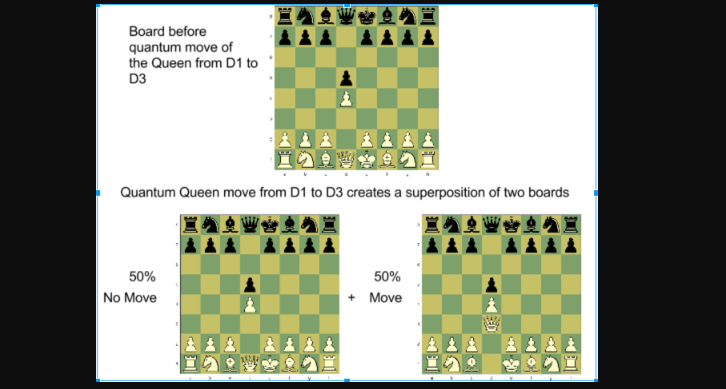 Board before
quantum move of
the Queen from D1 to
D3
Quantum Queen move from D1 to D3 creates a superposition of two boards
50%
No Move
+
50%
Move